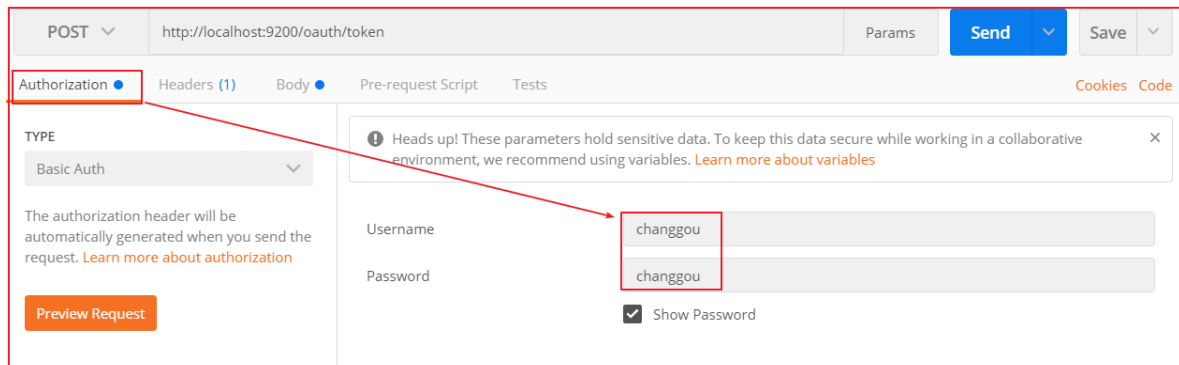 POST http://localhost:9200/oauth/token Params Send Save
Authorization Headers (1) Body Pre-request Script Tests Cookies Code
TYPE
Basic Auth
The authorization header will be
automatically generated when you send the
request. Learn more about authorization
Preview Request
Heads up! These parameters hold sensitive data. To keep this data secure while working in a collaborative
environment, we recommend using variables. Learn more about variables
Username changgou
Password changgou
Show Password